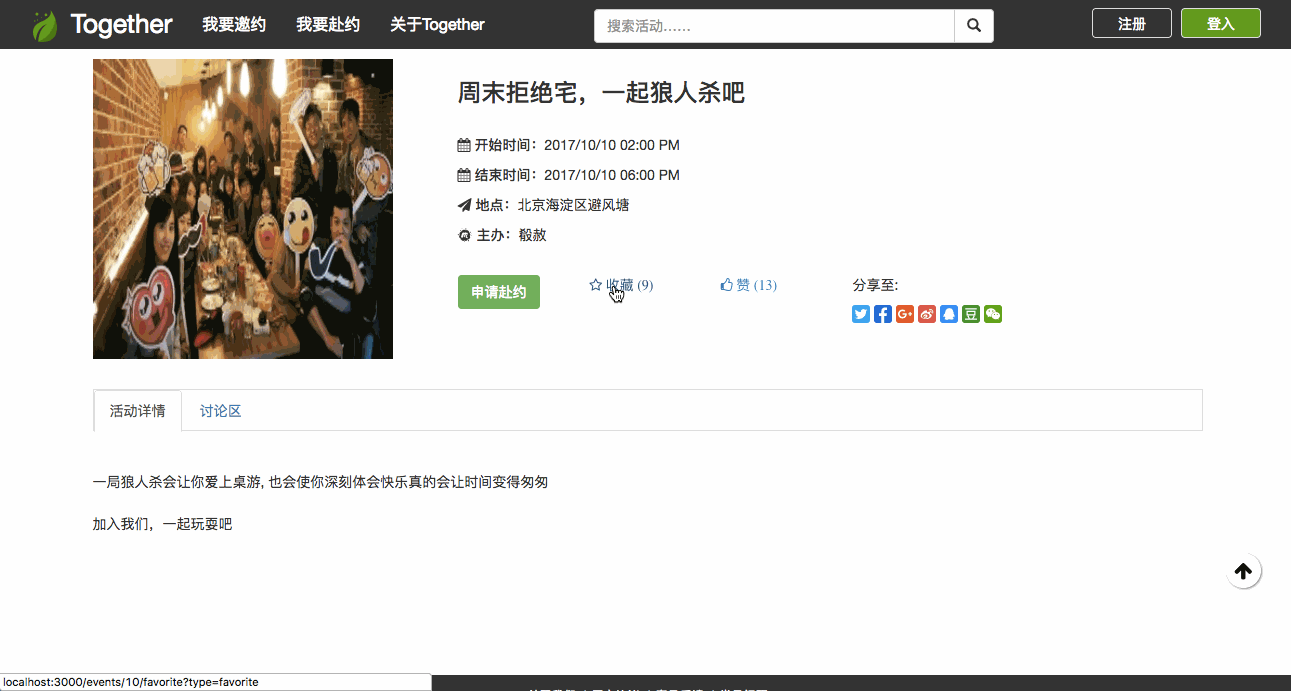 Together 我要邀约 我要赴约 关于Together 搜索活动...... 注册 登入
周末拒绝宅，一起狼人杀吧
开始时间：2017/10/10 02:00 PM
结束时间：2017/10/10 06:00 PM
地点：北京海淀区避风塘
主办：毅赦
申请赴约 收藏 (9) 赞 (13) 分享至:
活动详情 讨论区
一局狼人杀会让你爱上桌游, 也会使你深刻体会快乐真的会让时间变得匆匆
加入我们，一起玩耍吧
localhost:3000/events/10/favorite?type=favorite